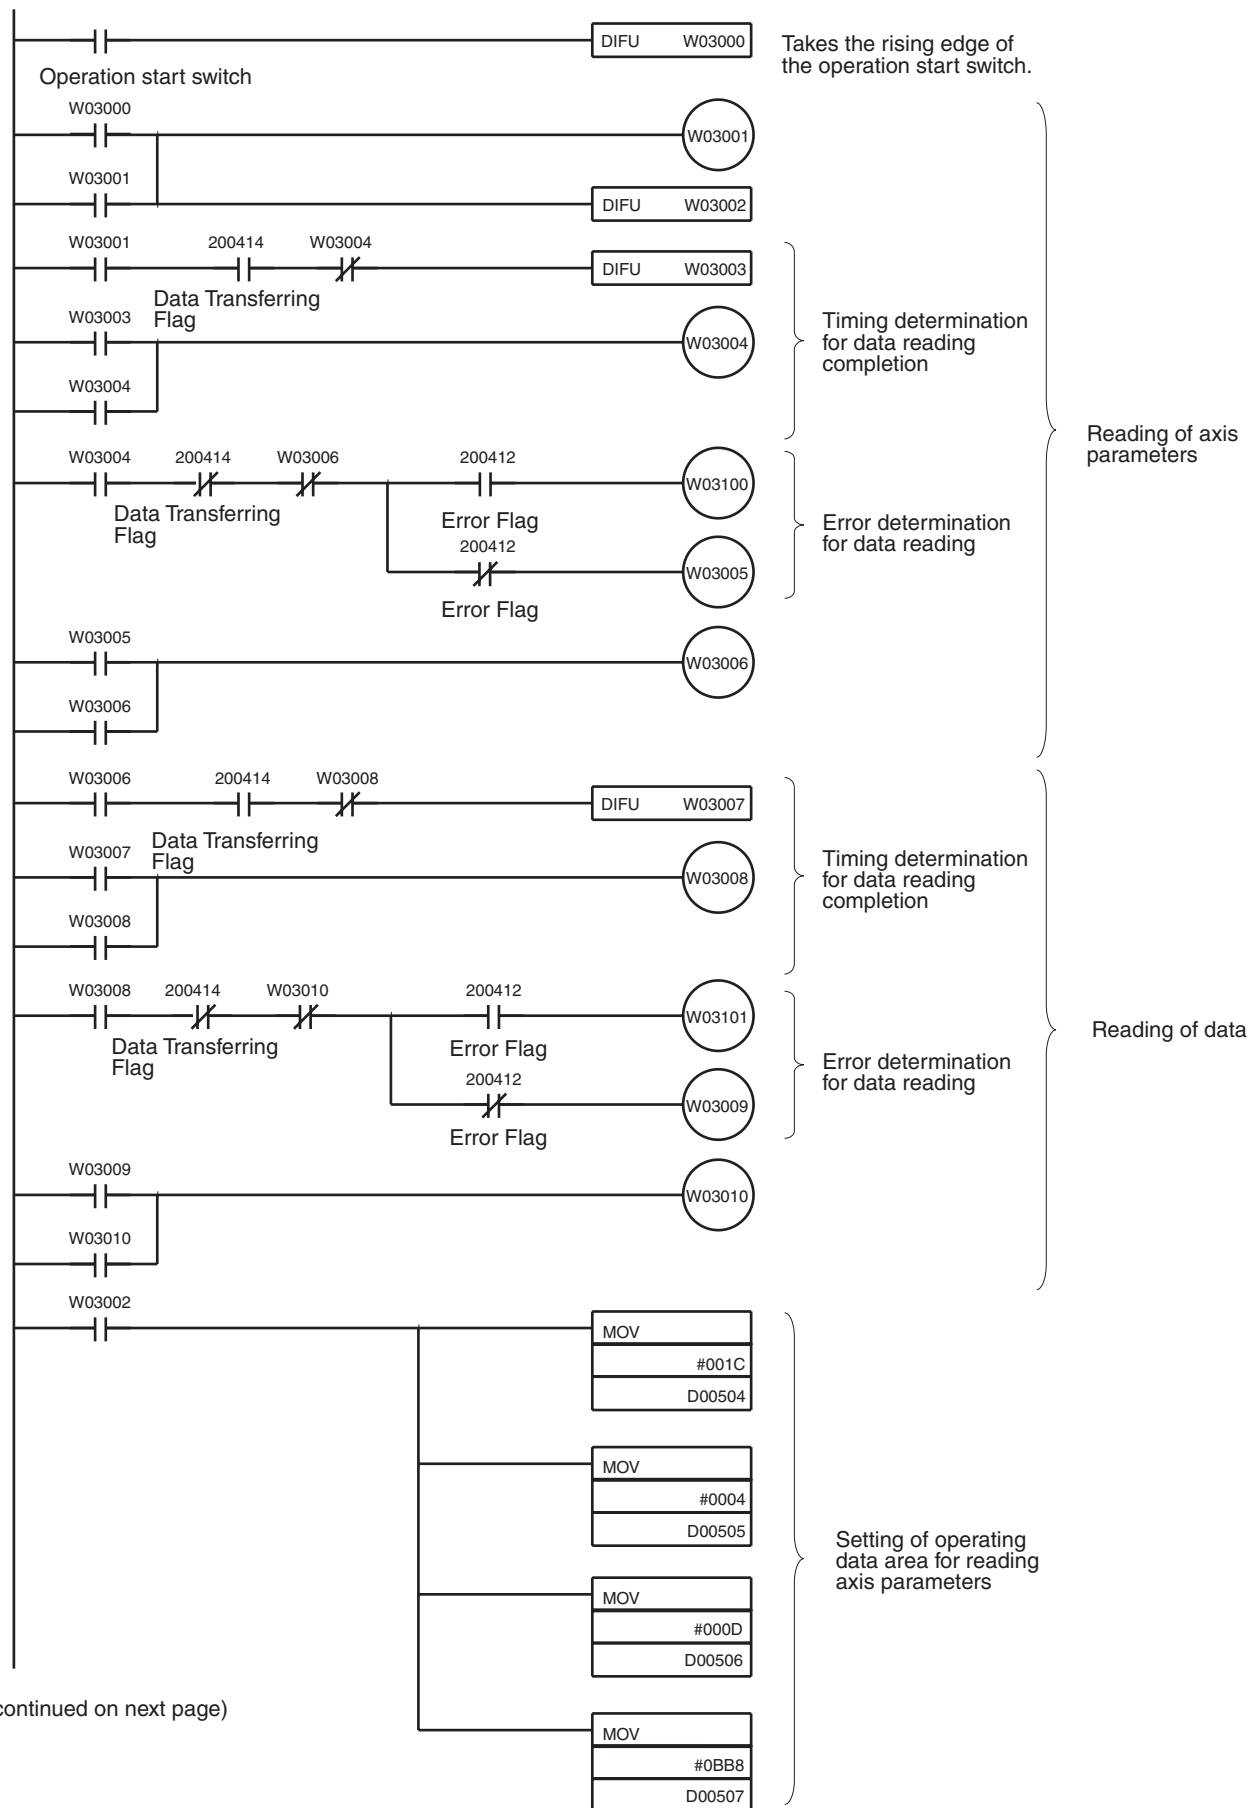 DIFU W03000
Takes the rising edge of
the operation start switch.
Operation start switch
W03000
W03001
W03001
DIFU W03002
W03001 200414 W03004
DIFU W03003
Data Transferring
Flag
W03003
W03004
W03004
Timing determination
for data reading
completion
Reading of axis
parameters
W03004 200414 W03006 200412
W03100
Data Transferring
Flag
Error Flag
200412
W03005
Error Flag
Error determination
for data reading
W03005
W03006
W03006
W03006 200414 W03008
DIFU W03007
Data Transferring
Flag
W03007
W03008
W03008
Timing determination
for data reading
completion
W03008 200414 W03010 200412
W03101
Data Transferring
Flag
Error Flag
200412
W03009
Error Flag
Error determination
for data reading
Reading of data
W03009
W03010
W03010
W03002
MOV
#001C
D00504
MOV
#0004
D00505
MOV
#000D
D00506
MOV
#0BB8
D00507
Setting of operating
data area for reading
axis parameters
continued on next page)